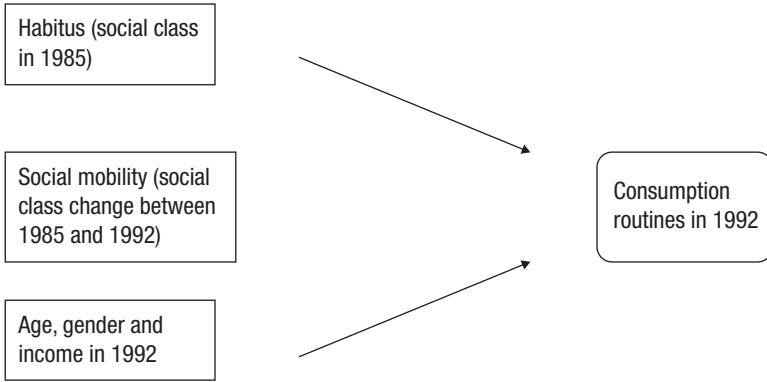 Habitus (social class
in 1985)
Social mobility (social
class change between
1985 and 1992)
Age, gender and
income in 1992
Consumption
routines in 1992